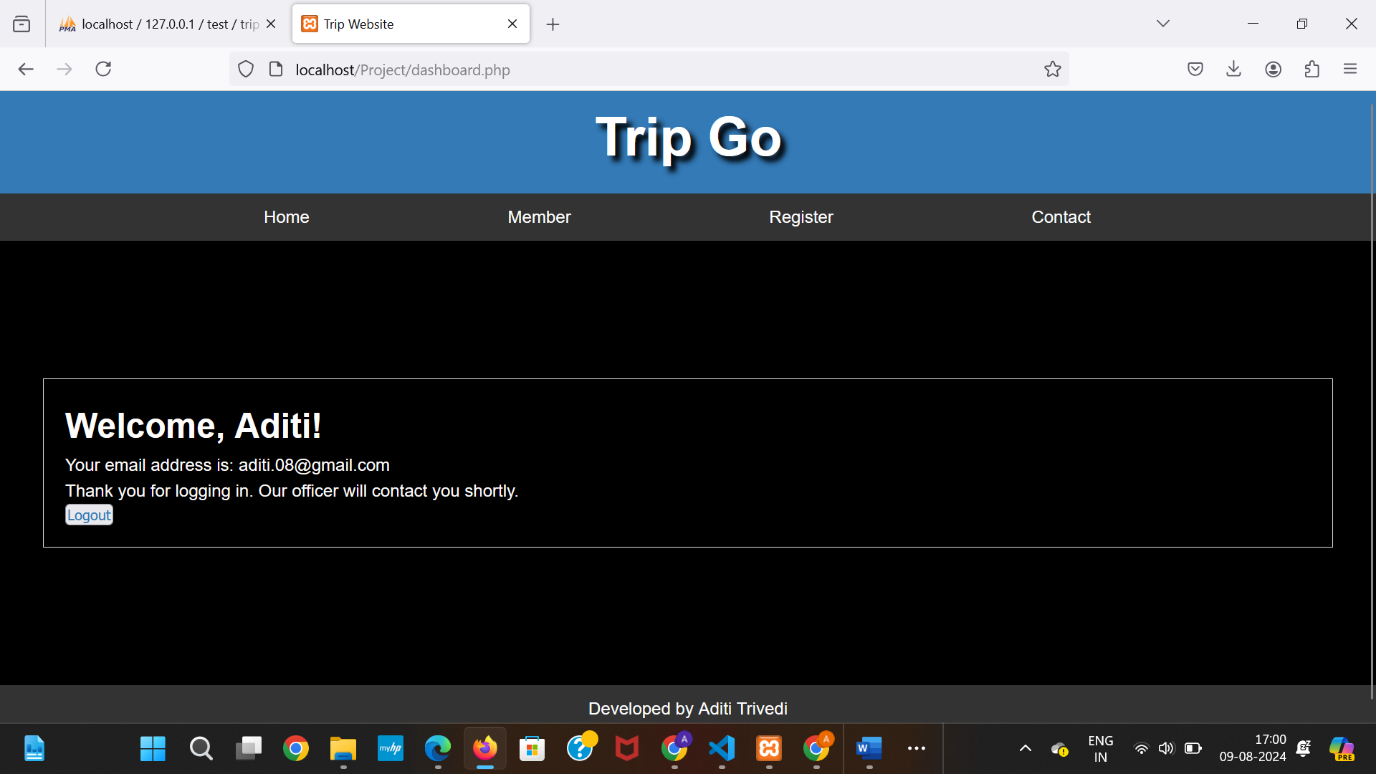 localhost / 127.0.0.1 / test / trip
Trip Website
localhost/Project/dashboard.php
Trip Go
Home Member Register Contact
Welcome, Aditi!
Your email address is: aditi.08@gmail.com
Thank you for logging in. Our officer will contact you shortly.
Logout
Developed by Aditi Trivedi
ENG
IN
17:00
09-08-2024